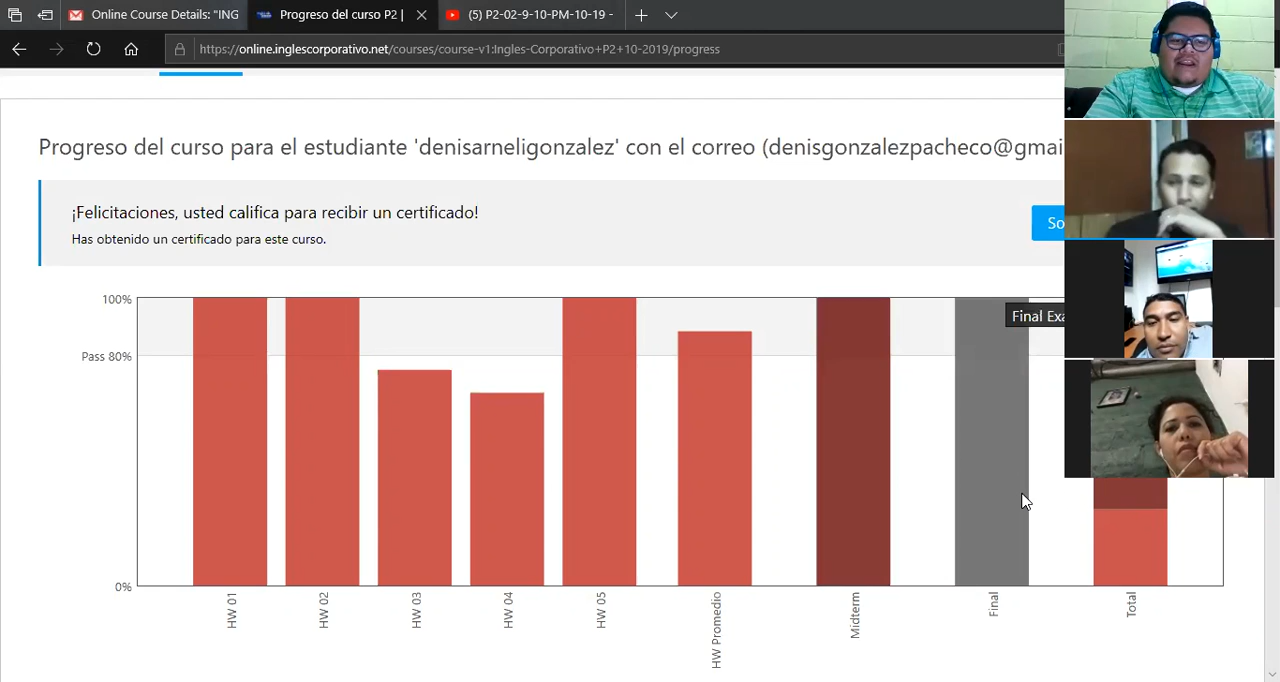 Online Course Details: "ING
Progreso del curso P2 |
(5) P2-02-9-10-PM-10-19 -
https://online.inglescorporativo.net/courses/course-v1:Ingles-Corporativo+P2+10-2019/progress
Progreso del curso para el estudiante 'denisarneligonzalez' con el correo (denisgonzalezpacheco@gmai
¡Felicitaciones, usted califica para recibir un certificado!
Has obtenido un certificado para este curso.
So
100%
Pass 80%
0%
Final Exa
HW 01
HW 02
HW 03
HW 04
HW 05
HW Promedio
Midterm
Final
Total